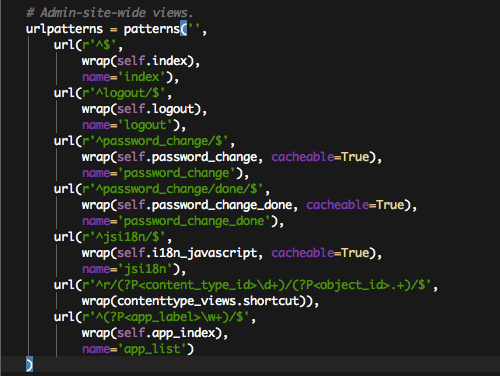 # Admin-site-wide views.
urlpatterns = patterns('',
    url(r'^$',
        wrap(self.index),
        name='index'),
    url(r'^logout/$',
        wrap(self.logout),
        name='logout'),
    url(r'^password_change/$',
        wrap(self.password_change, cacheable=True),
        name='password_change'),
    url(r'^password_change/done/$',
        wrap(self.password_change_done, cacheable=True),
        name='password_change_done'),
    url(r'^jsi18n/$',
        wrap(self.i18n_javascript, cacheable=True),
        name='jsi18n'),
    url(r'^r/(?P<content_type_id>\d+)/(?P<object_id>.+)/$',
        wrap(contenttype_views.shortcut)),
    url(r'^(?P<app_label>\w+)/$',
        wrap(self.app_index),
        name='app_list')
)